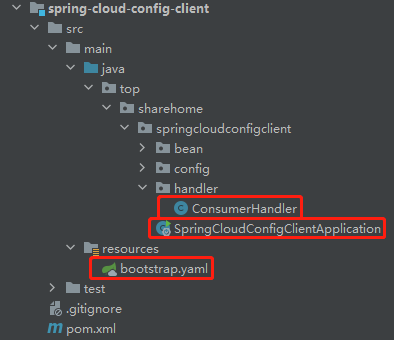 spring-cloud-config-client
src
main
java
top
sharehome
springcloudconfigclient
bean
config
handler
ConsumerHandler
SpringCloudConfigClientApplication
resources
bootstrap.yaml
test
.gitignore
pom.xml